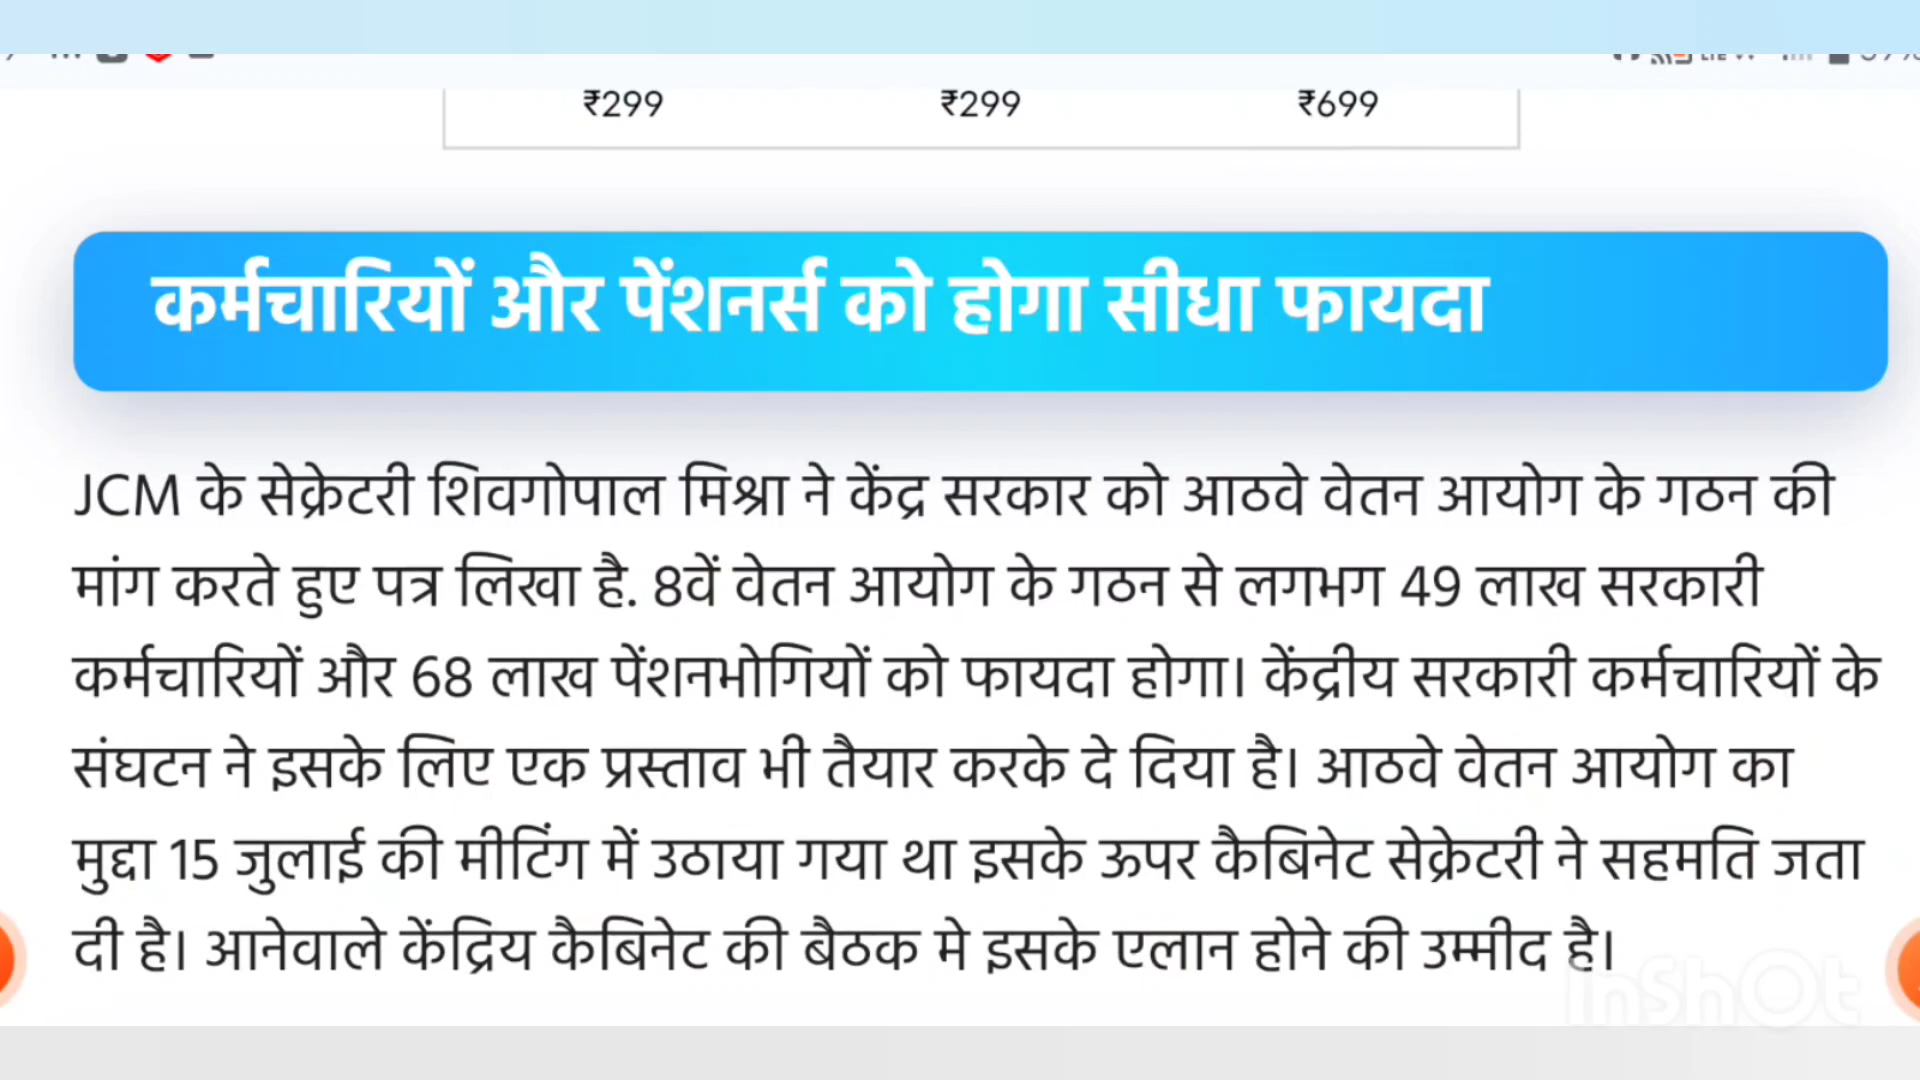 ₹299 ₹299 ₹699
कर्मचारियों और पेंशनर्स को होगा सीधा फायदा
JCM के सेक्रेटरी शिवगोपाल मिश्रा ने केंद्र सरकार को आठवे वेतन आयोग के गठन की
मांग करते हुए पत्र लिखा है. 8वें वेतन आयोग के गठन से लगभग 49 लाख सरकारी
कर्मचारियों और 68 लाख पेंशनभोगियों को फायदा होगा। केंद्रीय सरकारी कर्मचारियों के
संघटन ने इसके लिए एक प्रस्ताव भी तैयार करके दे दिया है। आठवे वेतन आयोग का
मुद्दा 15 जुलाई की मीटिंग में उठाया गया था इसके ऊपर कैबिनेट सेक्रेटरी ने सहमति जता
दी है। आनेवाले केंद्रिय कैबिनेट की बैठक मे इसके एलान होने की उम्मीद है।
InShOt